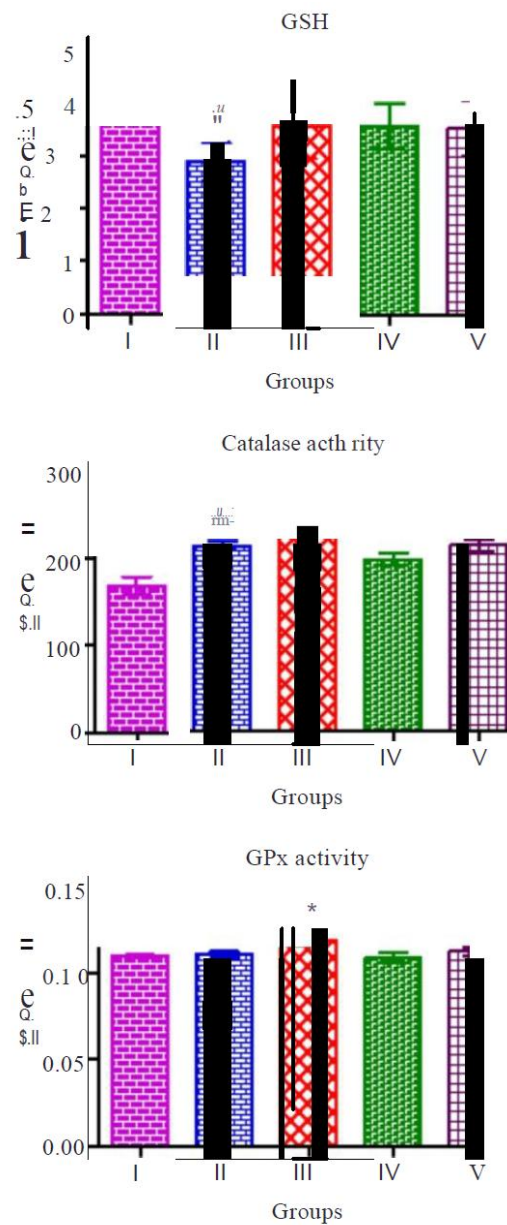 GSH
5
4
3
2
1
0
I II III IV V
Groups
Catalase acth rity
300
200
100
0
I II III IV V
Groups
GPx activity
0.15
*
0.10
0.05
0.00
I II III IV V
Groups